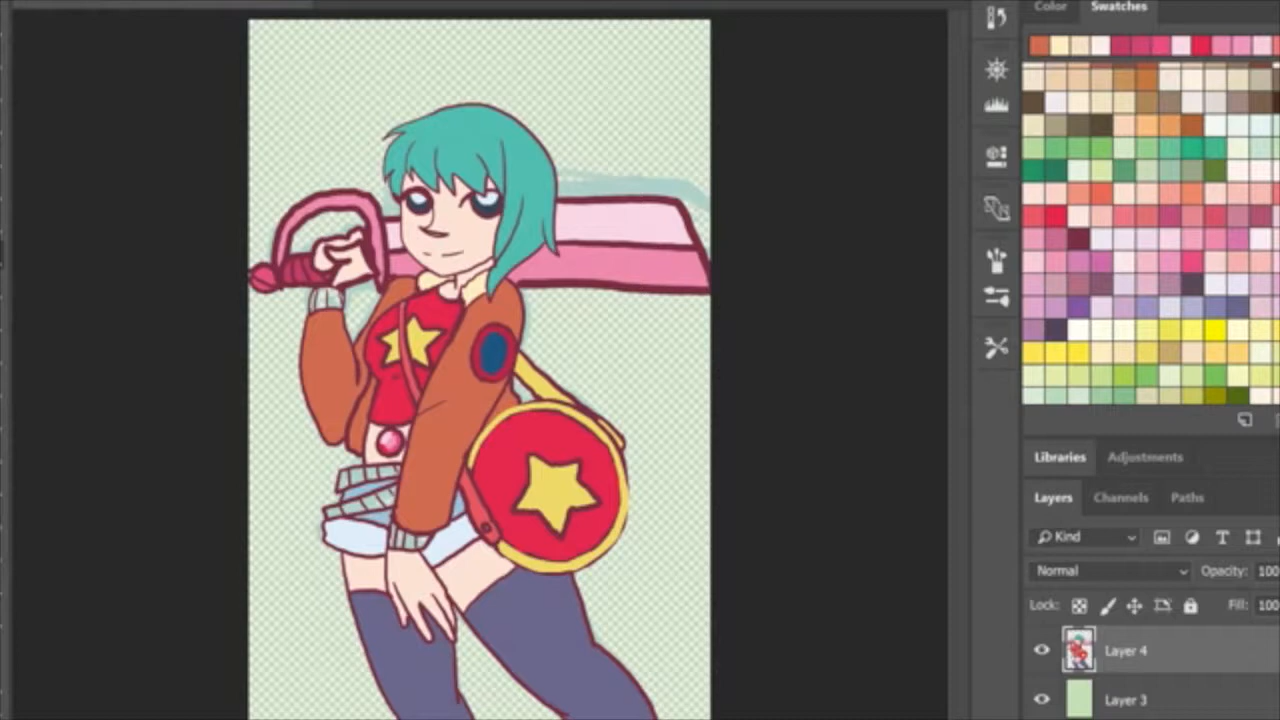 Color Swatches
Libraries Adjustments
Layers Channels Paths
Kind
Normal Opacity: 100
Lock: Fill: 100
Layer 4
Layer 3